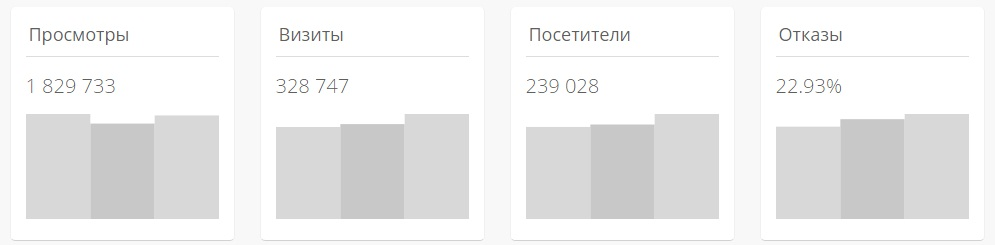 Просмотры
1 829 733
Визиты
328 747
Посетители
239 028
Отказы
22.93%